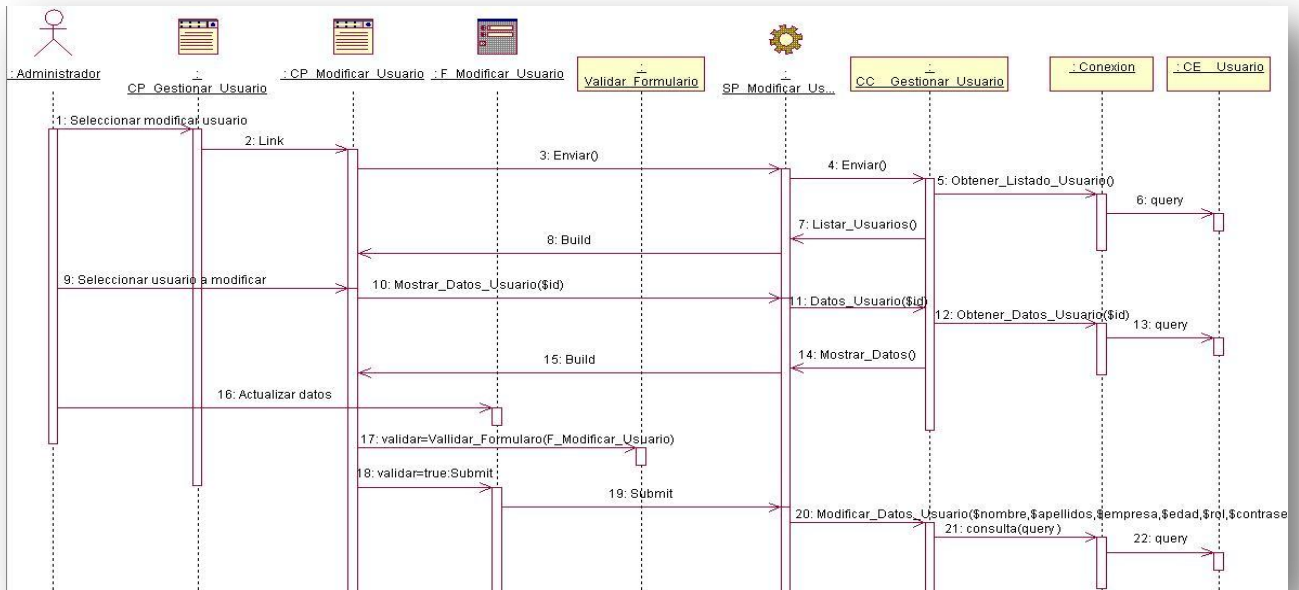 : Administrador
:
CP_Gestionar_Usuario
: CP_Modificar_Usuario
: F_Modificar_Usuario
:
Validar_Formulario
:
SP_Modificar_Us...
:
CC__Gestionar_Usuario
: Conexion
: CE__Usuario
1: Seleccionar modificar usuario
2: Link
3: Enviar()
4: Enviar()
5: Obtener_Listado_Usuario()
6: query
7: Listar_Usuarios()
8: Build
9: Seleccionar usuario a modificar
10: Mostrar_Datos_Usuario($id)
11: Datos_Usuario($id)
12: Obtener_Datos_Usuario($id)
13: query
14: Mostrar_Datos()
15: Build
16: Actualizar datos
17: validar=Vallidar_Formularo(F_Modificar_Usuario)
18: validar=true:Submit
19: Submit
20: Modificar_Datos_Usuario($nombre,$apellidos,$empresa,$edad,$rol,$contrase
21: consulta(query )
22: query